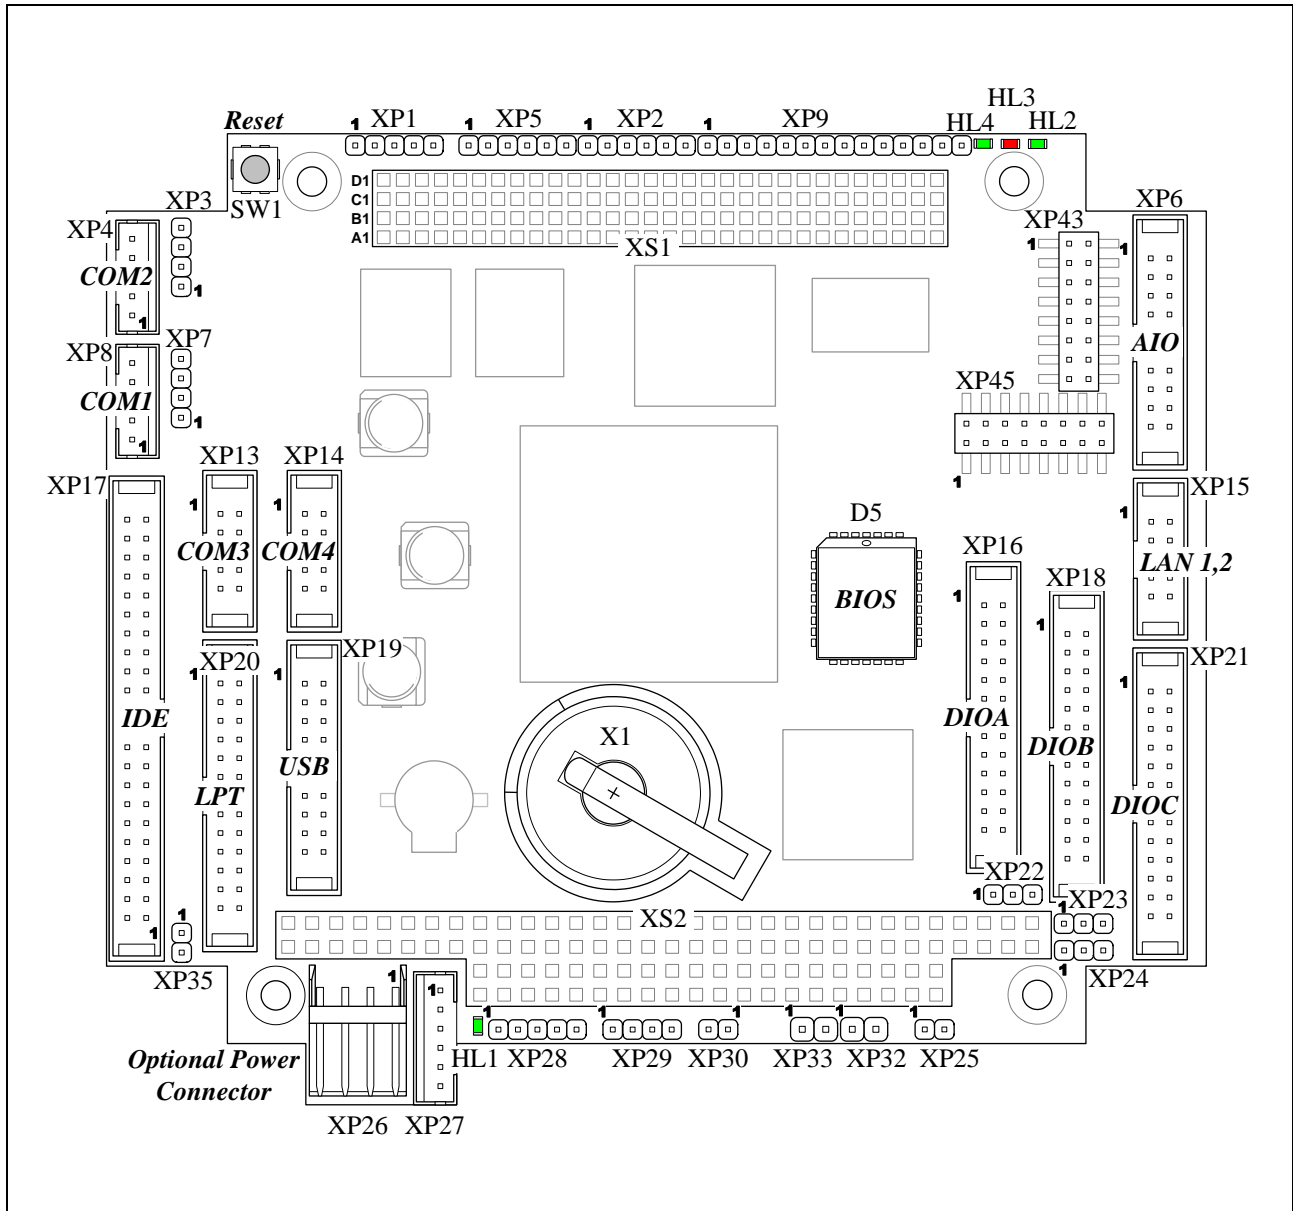 HL3
Reset XP1 XP5 XP2 XP9 HL4 HL2
1 1 1 1
SW1
D1
C1
B1
A1
XS1
XP3
XP4
COM2
1 1
XP43 XP6
1 1
AIO
XP7
XP8
COM1
1 1
XP45
1
XP17 XP13 XP14 XP15
1 1 1
COM3 COM4 LAN 1,2
D5
BIOS
XP16 XP18
1 1
XP20 XP19 XP21
1 1 1
IDE LPT USB
X1
DIOA DIOB DIOC
XP22
1
XS2
XP23
1
1 1
XP35
XP24
1
1 1
1 1 1 1 1 1
HL1 XP28 XP29 XP30 XP33 XP32 XP25
Optional Power
Connector
XP26 XP27